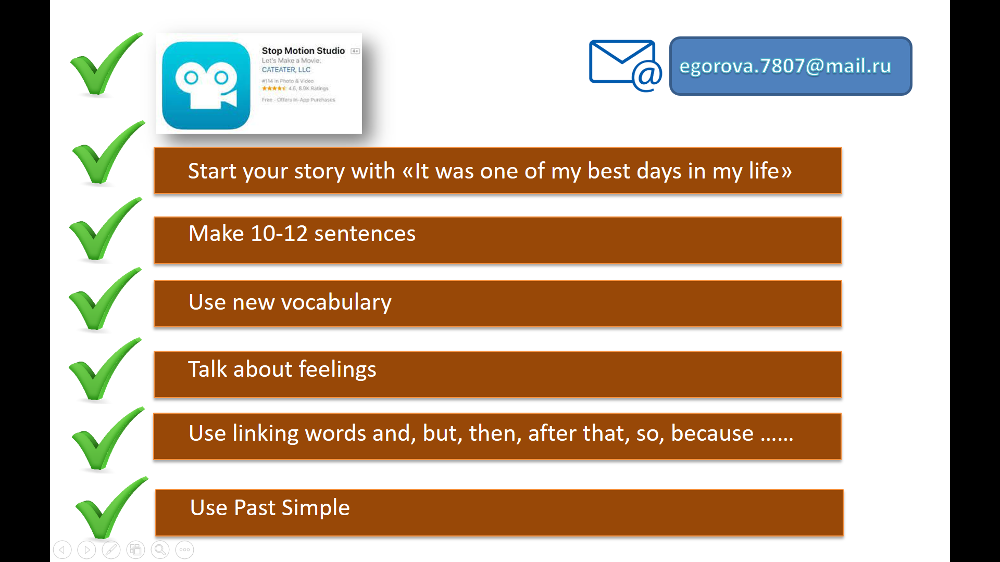 Stop Motion Studio 4+
Let's Make a Movie.
CATEATER, LLC
#114 in Photo & Video
4.6, 8.9K Ratings
Free - Offers In-App Purchases
egorova.7807@mail.ru
Start your story with «It was one of my best days in my life»
Make 10-12 sentences
Use new vocabulary
Talk about feelings
Use linking words and, but, then, after that, so, because ......
Use Past Simple